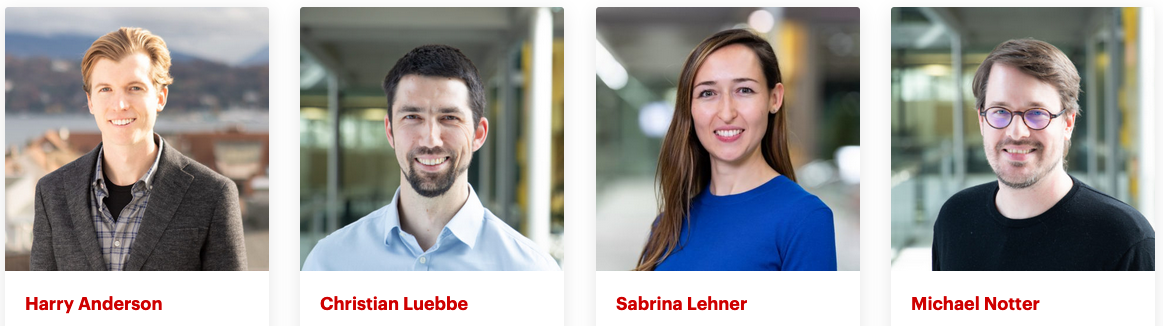 Harry Anderson
Christian Luebbe
Sabrina Lehner
Michael Notter